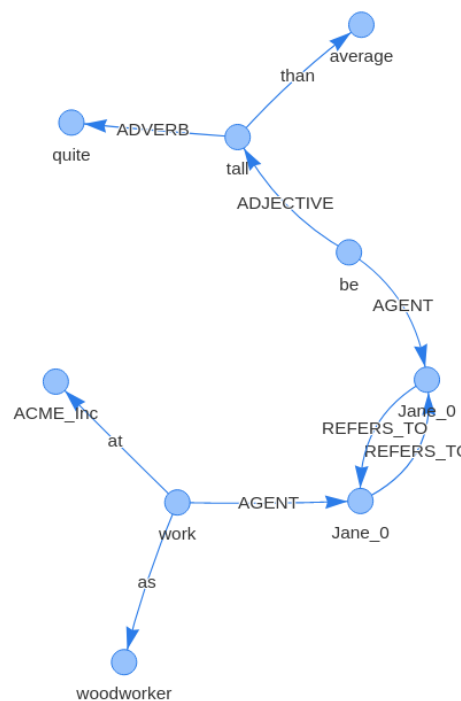 average
than
ADVERB
quite
tall
ADJECTIVE
be
AGENT
ACME_Inc
Jane_0
REFERS_TO
at
REFERS_TO
AGENT
work
Jane_0
as
woodworker